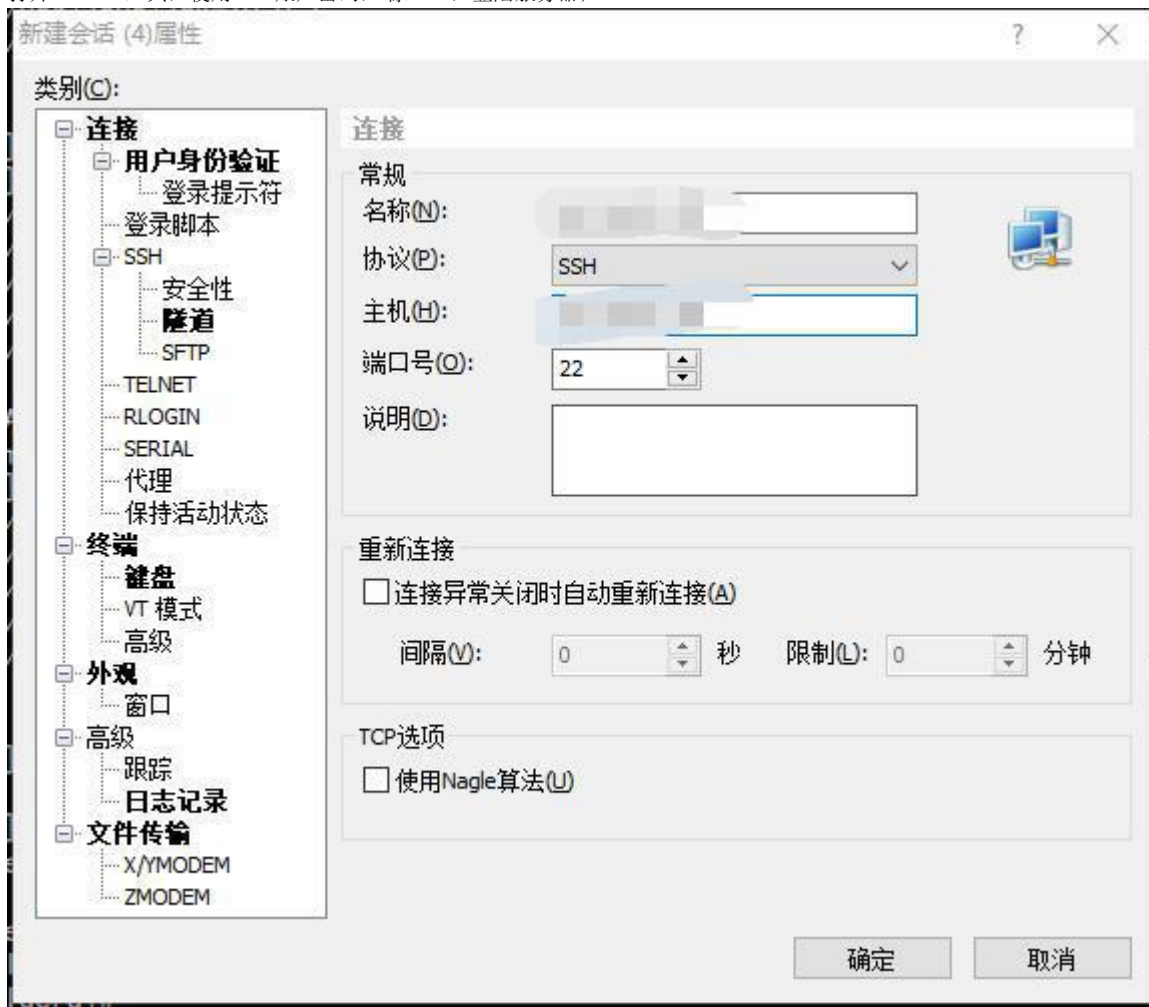 新建会话 (4)属性
?
类别(C):
连接
用户身份验证
登录提示符
登录脚本
SSH
安全性
隧道
SFTP
TELNET
RLOGIN
SERIAL
代理
保持活动状态
终端
键盘
VT 模式
高级
外观
窗口
高级
跟踪
日志记录
文件传输
X/YMODEM
ZMODEM
连接
常规
名称(N):
协议(P): SSH
主机(H):
端口号(O): 22
说明(D):
重新连接
连接异常关闭时自动重新连接(A)
间隔(V): 0 秒 限制(L): 0 分钟
TCP选项
使用Nagle算法(U)
确定 取消